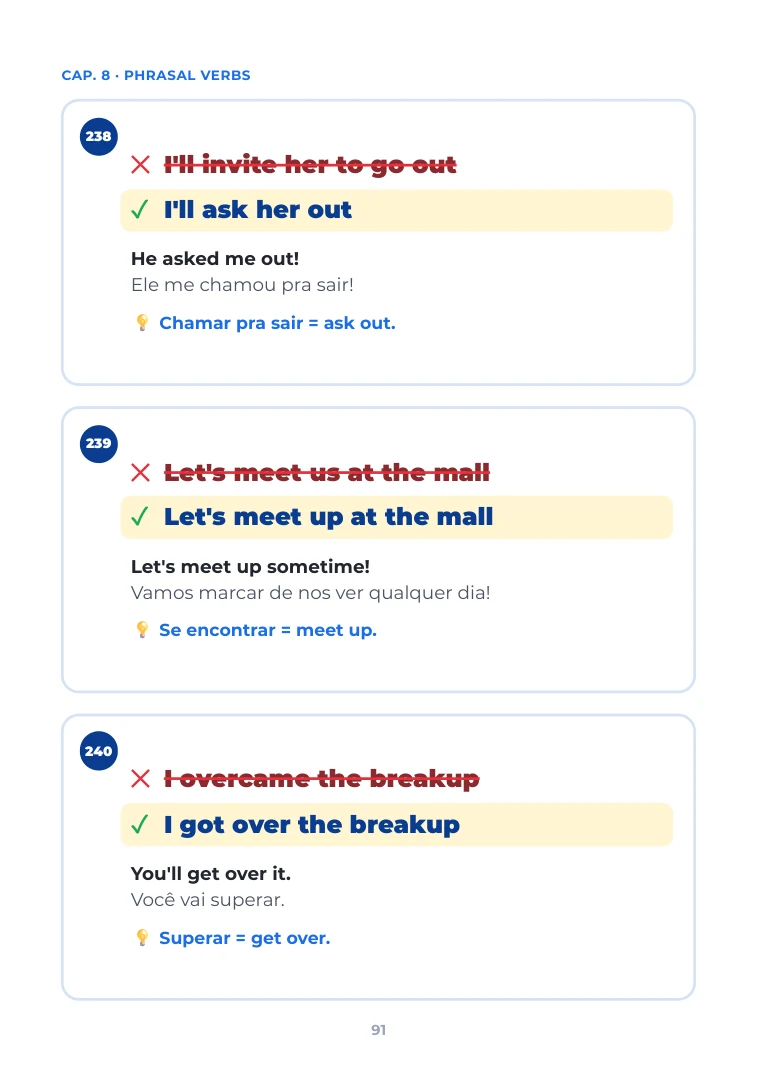 CAP. 8 · PHRASAL VERBS
238
✗ I'll invite her to go out
✓ I'll ask her out
He asked me out!
Ele me chamou pra sair!
💡 Chamar pra sair = ask out.
239
✗ Let's meet us at the mall
✓ Let's meet up at the mall
Let's meet up sometime!
Vamos marcar de nos ver qualquer dia!
💡 Se encontrar = meet up.
240
✗ I overcame the breakup
✓ I got over the breakup
You'll get over it.
Você vai superar.
💡 Superar = get over.
91